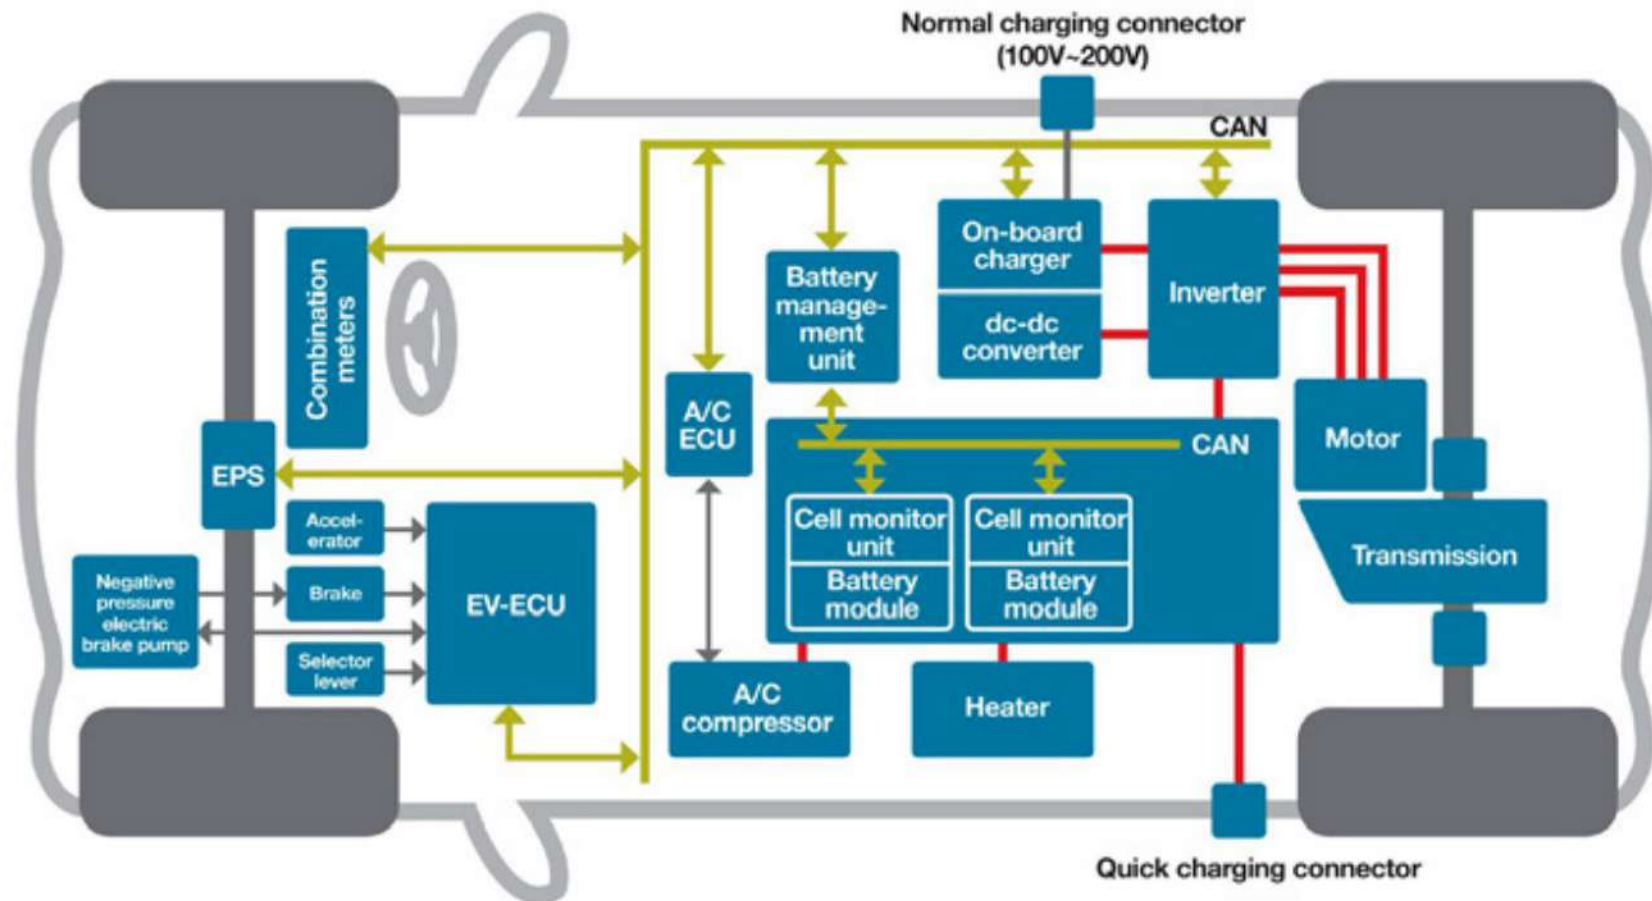 Normal charging connector
(100V~200V)
CAN
Combination
meters
Battery
manage-
ment
unit
On-board
charger
dc-dc
converter
Inverter
A/C
ECU
CAN
Motor
EPS
Accel-
erator
Cell monitor
unit
Battery
module
Cell monitor
unit
Battery
module
Transmission
Negative
pressure
electric
brake pump
Brake
EV-ECU
Selector
lever
A/C
compressor
Heater
Quick charging connector